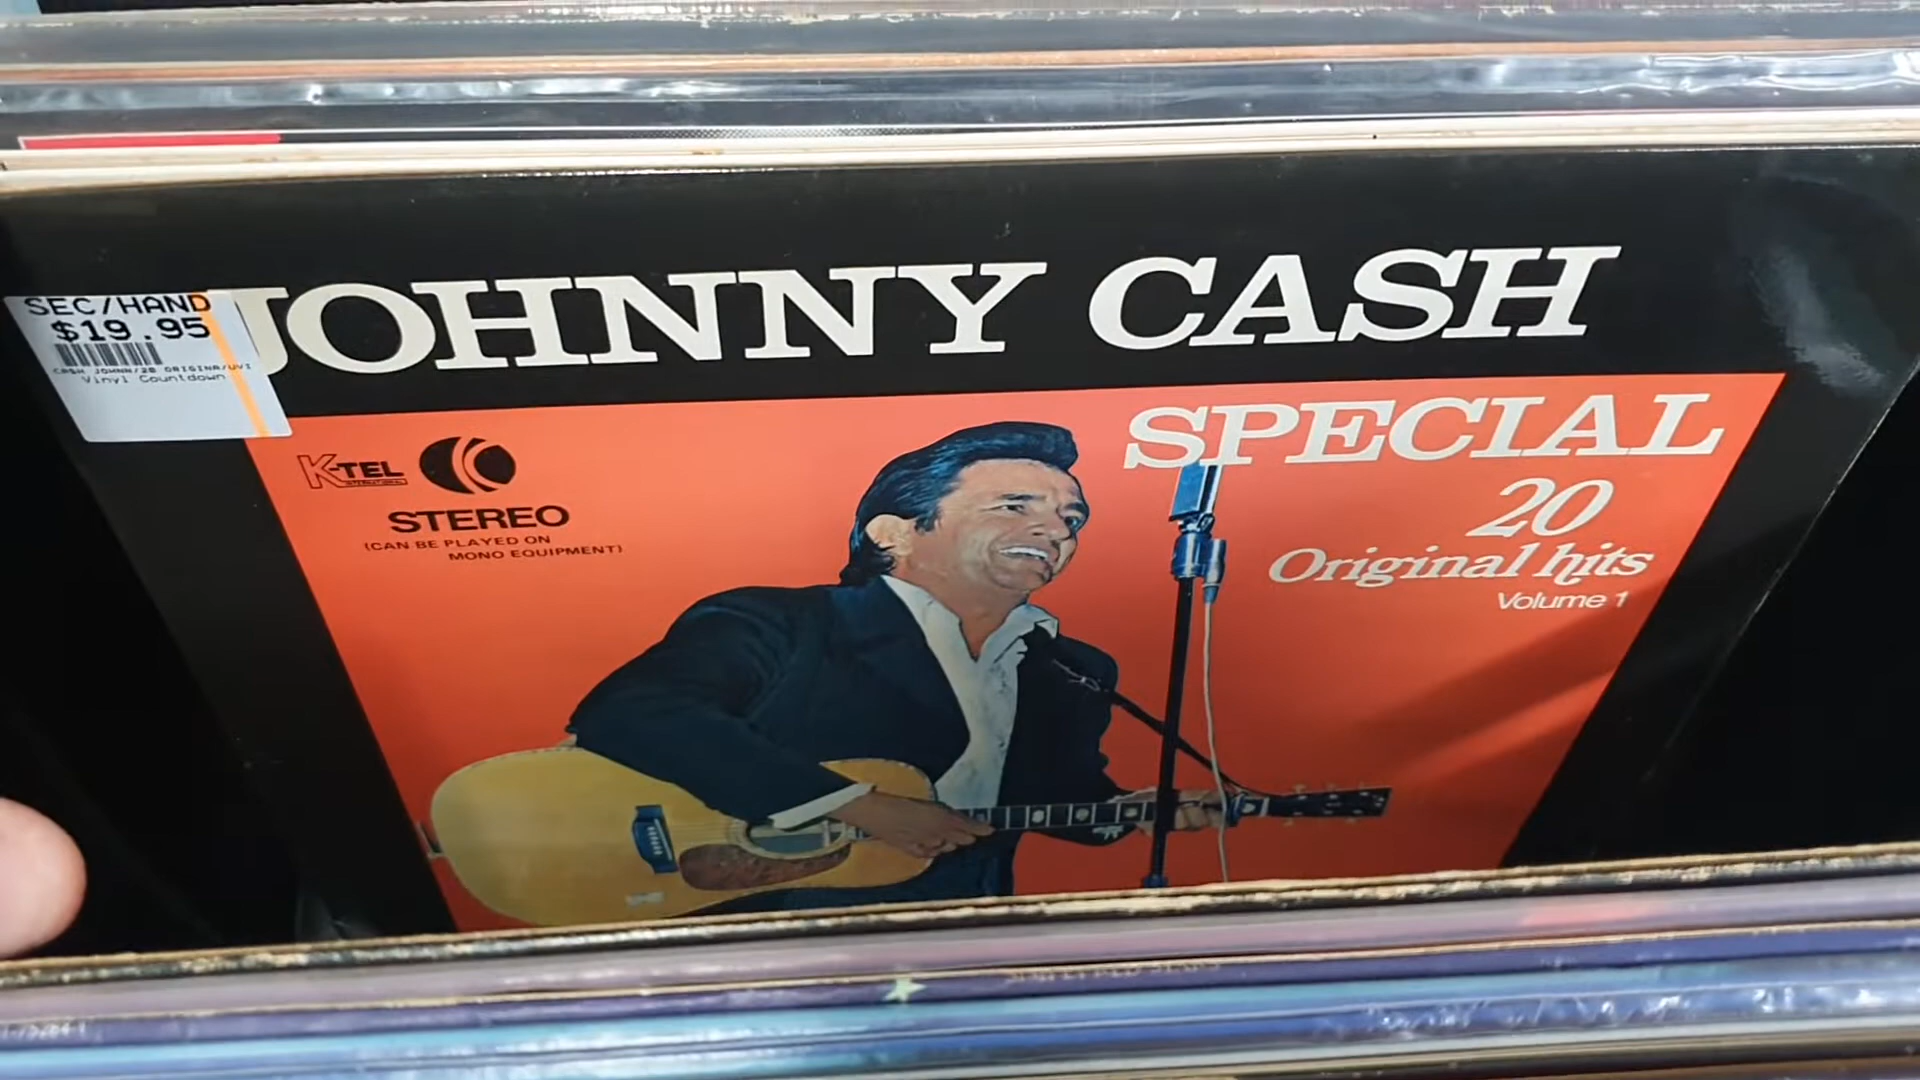 JOHNNY CASH
SEC/HAND
$19.95
Vinyl Countdown
K-TEL
INTERNATIONAL
STEREO
(CAN BE PLAYED ON
MONO EQUIPMENT)
SPECIAL
20
Original hits
Volume 1